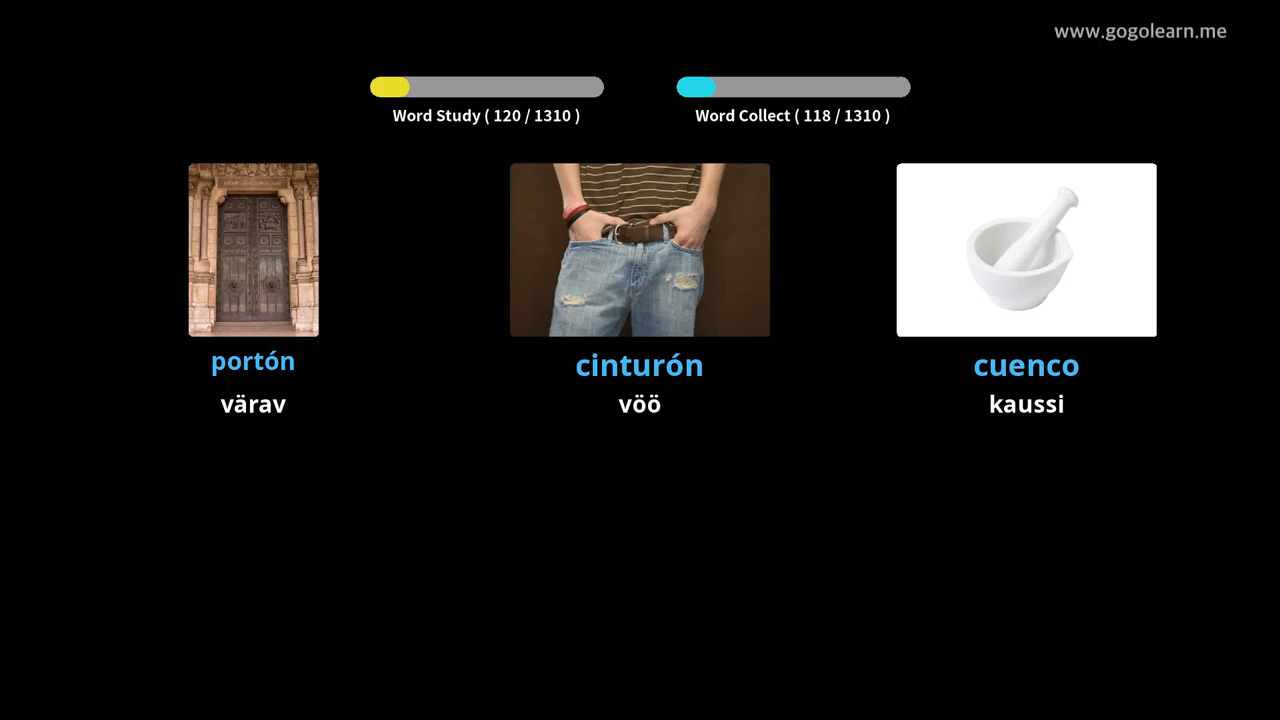 www.gogolearn.me
Word Study ( 120 / 1310 )
Word Collect ( 118 / 1310 )
portón
cinturón
cuenco
värav
vöö
kaussi